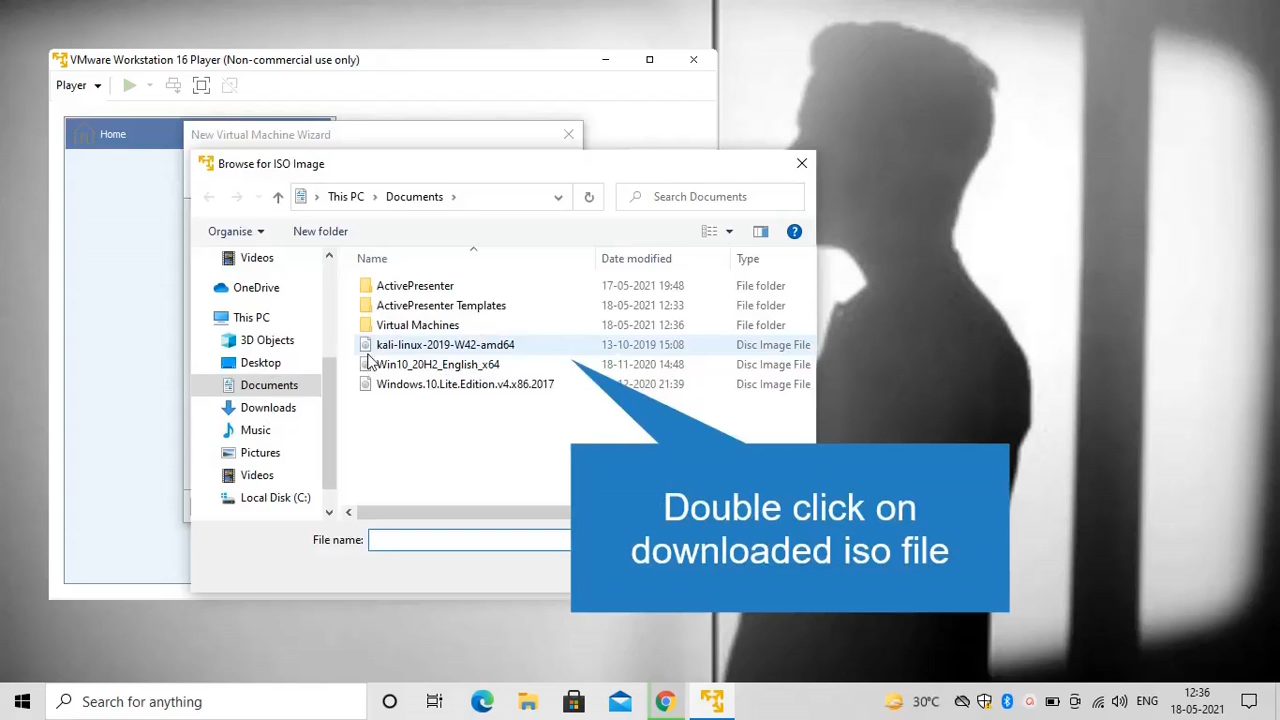 VMware Workstation 16 Player (Non-commercial use only)
Player
Home
New Virtual Machine Wizard
Browse for ISO Image
This PC > Documents >
Search Documents
Organise
New folder
Name
Date modified
Type
Videos
OneDrive
This PC
3D Objects
Desktop
Documents
Downloads
Music
Pictures
Videos
Local Disk (C:)
ActivePresenter 17-05-2021 19:48 File folder
ActivePresenter Templates 18-05-2021 12:33 File folder
Virtual Machines 18-05-2021 12:36 File folder
kali-linux-2019-W42-amd64 13-10-2019 15:08 Disc Image File
Win10_20H2_English_x64 18-11-2020 14:48 Disc Image File
Windows.10.Lite.Edition.v4.x86.2017 -12-2020 21:39 Disc Image File
File name:
Double click on
downloaded iso file
Search for anything
30°C
ENG
12:36
18-05-2021